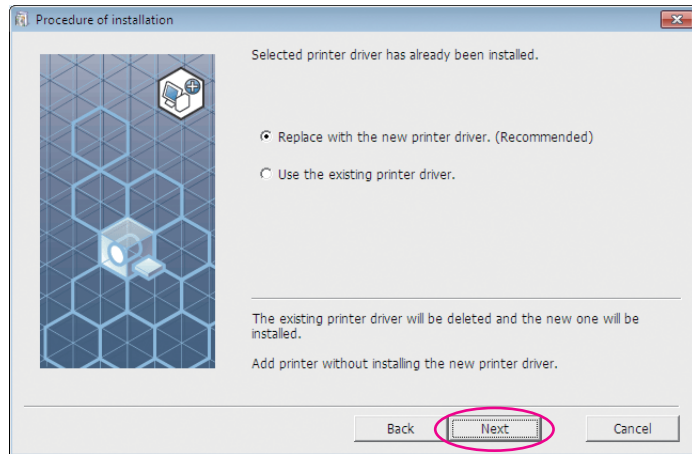 Procedure of installation
Selected printer driver has already been installed.
Replace with the new printer driver. (Recommended)
Use the existing printer driver.
The existing printer driver will be deleted and the new one will be
installed.
Add printer without installing the new printer driver.
Back
Next
Cancel